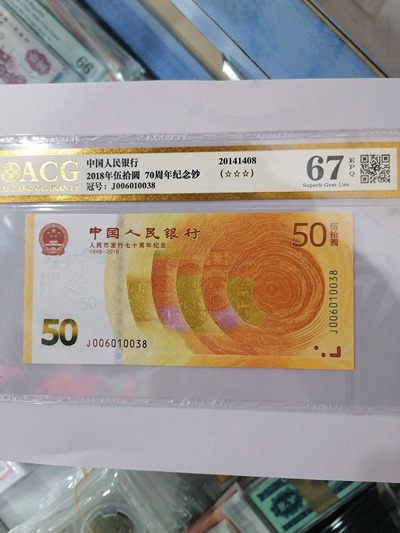 66
ACG
中国人民银行
2018年伍拾圆 70周年纪念钞
冠号: J006010038
20141408
(☆☆☆)
67
EPQ
Superb Gem Unc
中国人民银行
人民币发行七十周年纪念
1948-2018
50
伍拾圆
50
J006010038
J006010038